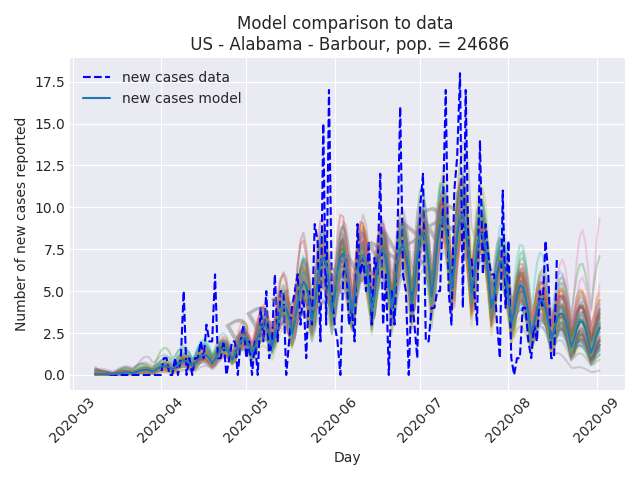 Model comparison to data
US - Alabama - Barbour, pop. = 24686
new cases data
new cases model
Number of new cases reported
17.5
15.0
12.5
10.0
7.5
5.0
2.5
0.0
2020-03
2020-04
2020-05
2020-06
2020-07
2020-08
2020-09
Day